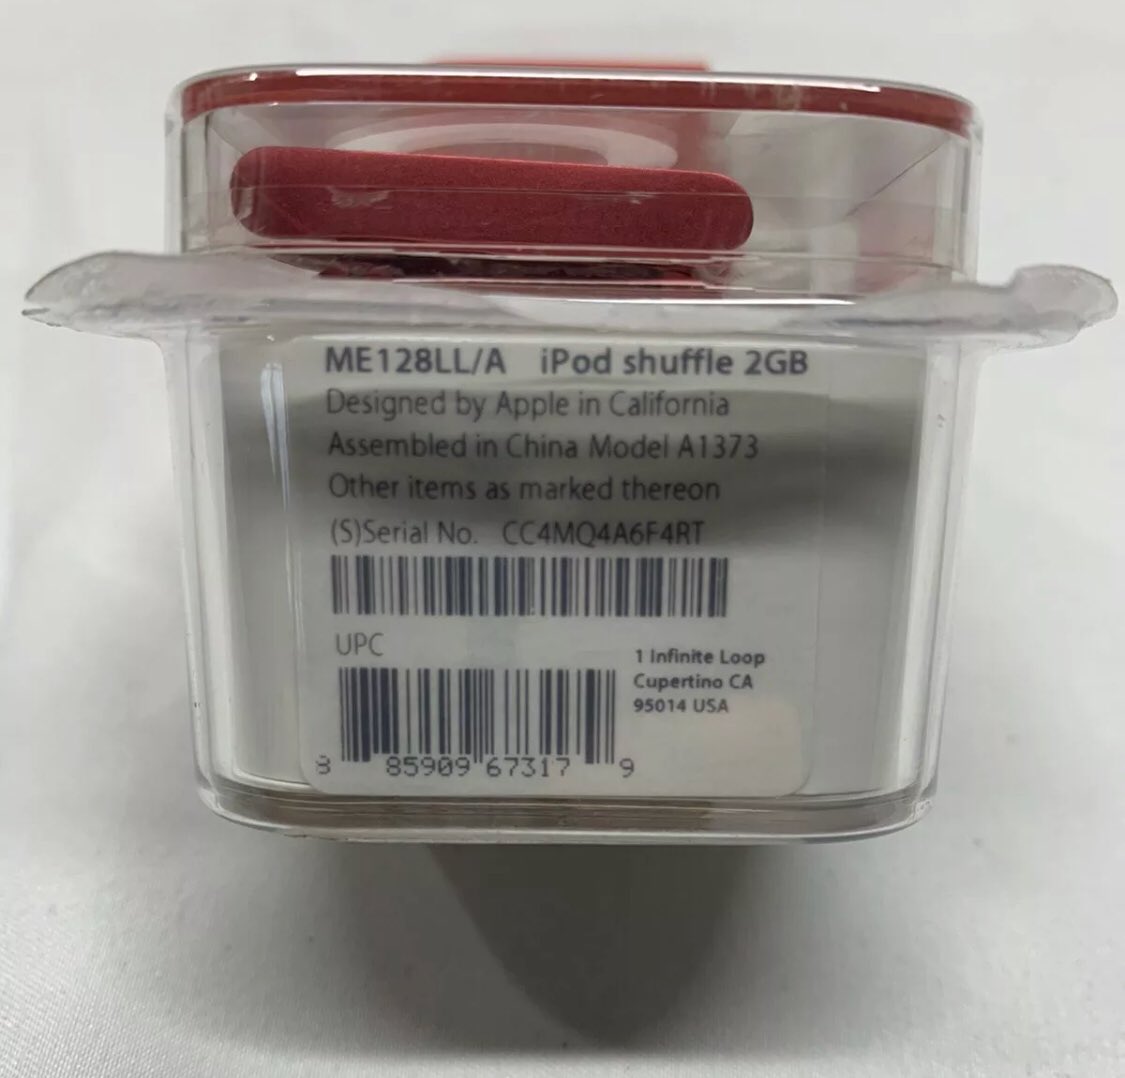 ME128LL/A iPod shuffle 2GB
Designed by Apple in California
Assembled in China Model A1373
Other items as marked thereon
(S)Serial No. CC4MQ4A6F4RT
UPC
1 Infinite Loop
Cupertino CA
95014 USA
8 85909 67317 9